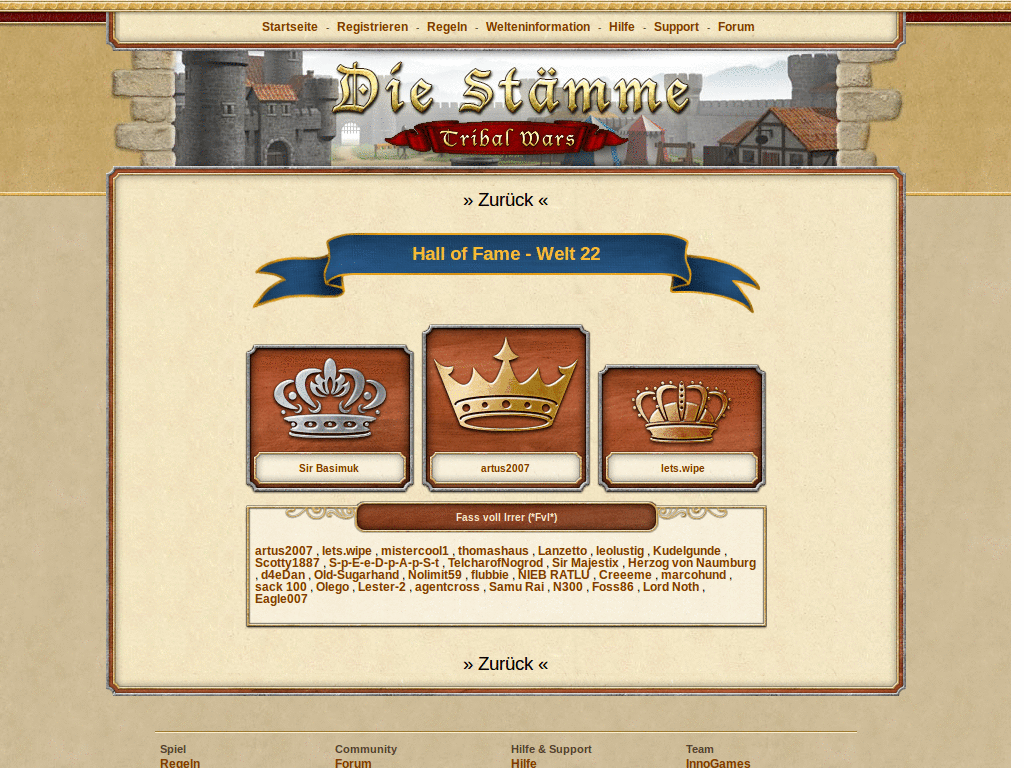 Startseite - Registrieren - Regeln - Welteninformation - Hilfe - Support - Forum
Die Stämme
Tribal Wars
» Zurück «
Hall of Fame - Welt 22
Sir Basimuk
artus2007
lets.wipe
Fass voll Irrer (*FvI*)
artus2007 , lets.wipe , mistercool1 , thomashaus , Lanzetto , leolustig , Kudelgunde ,
Scotty1887 , S-p-E-e-D-p-A-p-S-t , TelcharofNogrod , Sir Majestix , Herzog von Naumburg
, d4eDan , Old-Sugarhand , Nolimit59 , flubbie , NIEB RATLU , Creeeme , marcohund ,
sack 100 , Olego , Lester-2 , agentcross , Samu Rai , N300 , Foss86 , Lord Noth ,
Eagle007
» Zurück «
Spiel Community Hilfe & Support Team
Regeln Forum Hilfe InnoGames